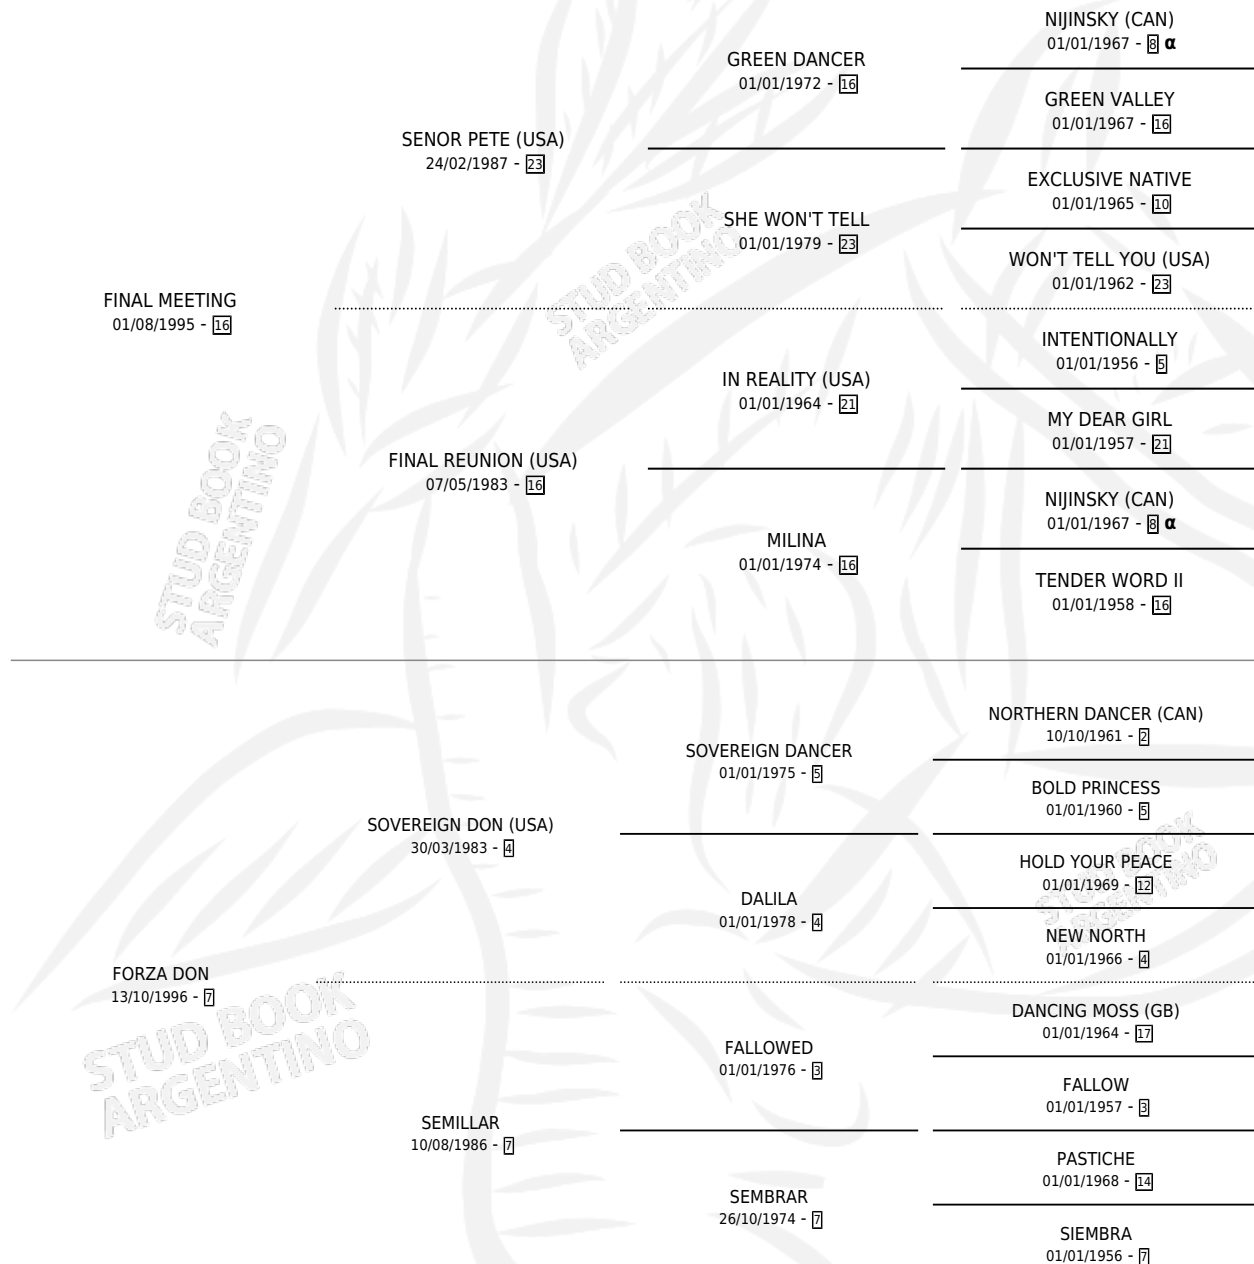 NIJINSKY (CAN)
01/01/1967 - 8 α
GREEN DANCER
01/01/1972 - 16
GREEN VALLEY
01/01/1967 - 16
SENOR PETE (USA)
24/02/1987 - 23
EXCLUSIVE NATIVE
01/01/1965 - 10
SHE WON'T TELL
01/01/1979 - 23
WON'T TELL YOU (USA)
01/01/1962 - 23
FINAL MEETING
01/08/1995 - 16
INTENTIONALLY
01/01/1956 - 5
IN REALITY (USA)
01/01/1964 - 21
MY DEAR GIRL
01/01/1957 - 21
FINAL REUNION (USA)
07/05/1983 - 16
NIJINSKY (CAN)
01/01/1967 - 8 α
MILINA
01/01/1974 - 16
TENDER WORD II
01/01/1958 - 16
NORTHERN DANCER (CAN)
10/10/1961 - 2
SOVEREIGN DANCER
01/01/1975 - 5
BOLD PRINCESS
01/01/1960 - 5
SOVEREIGN DON (USA)
30/03/1983 - 4
HOLD YOUR PEACE
01/01/1969 - 12
DALILA
01/01/1978 - 4
NEW NORTH
01/01/1966 - 4
FORZA DON
13/10/1996 - 7
DANCING MOSS (GB)
01/01/1964 - 17
FALLOWED
01/01/1976 - 3
FALLOW
01/01/1957 - 3
SEMILLAR
10/08/1986 - 7
PASTICHE
01/01/1968 - 14
SEMBRAR
26/10/1974 - 7
SIEMBRA
01/01/1956 - 7
STUD BOOK
ARGENTINO
STUD BOOK
ARGENTINO
STUD BOOK
ARGENTINO
STUD BOOK
ARGENTINO